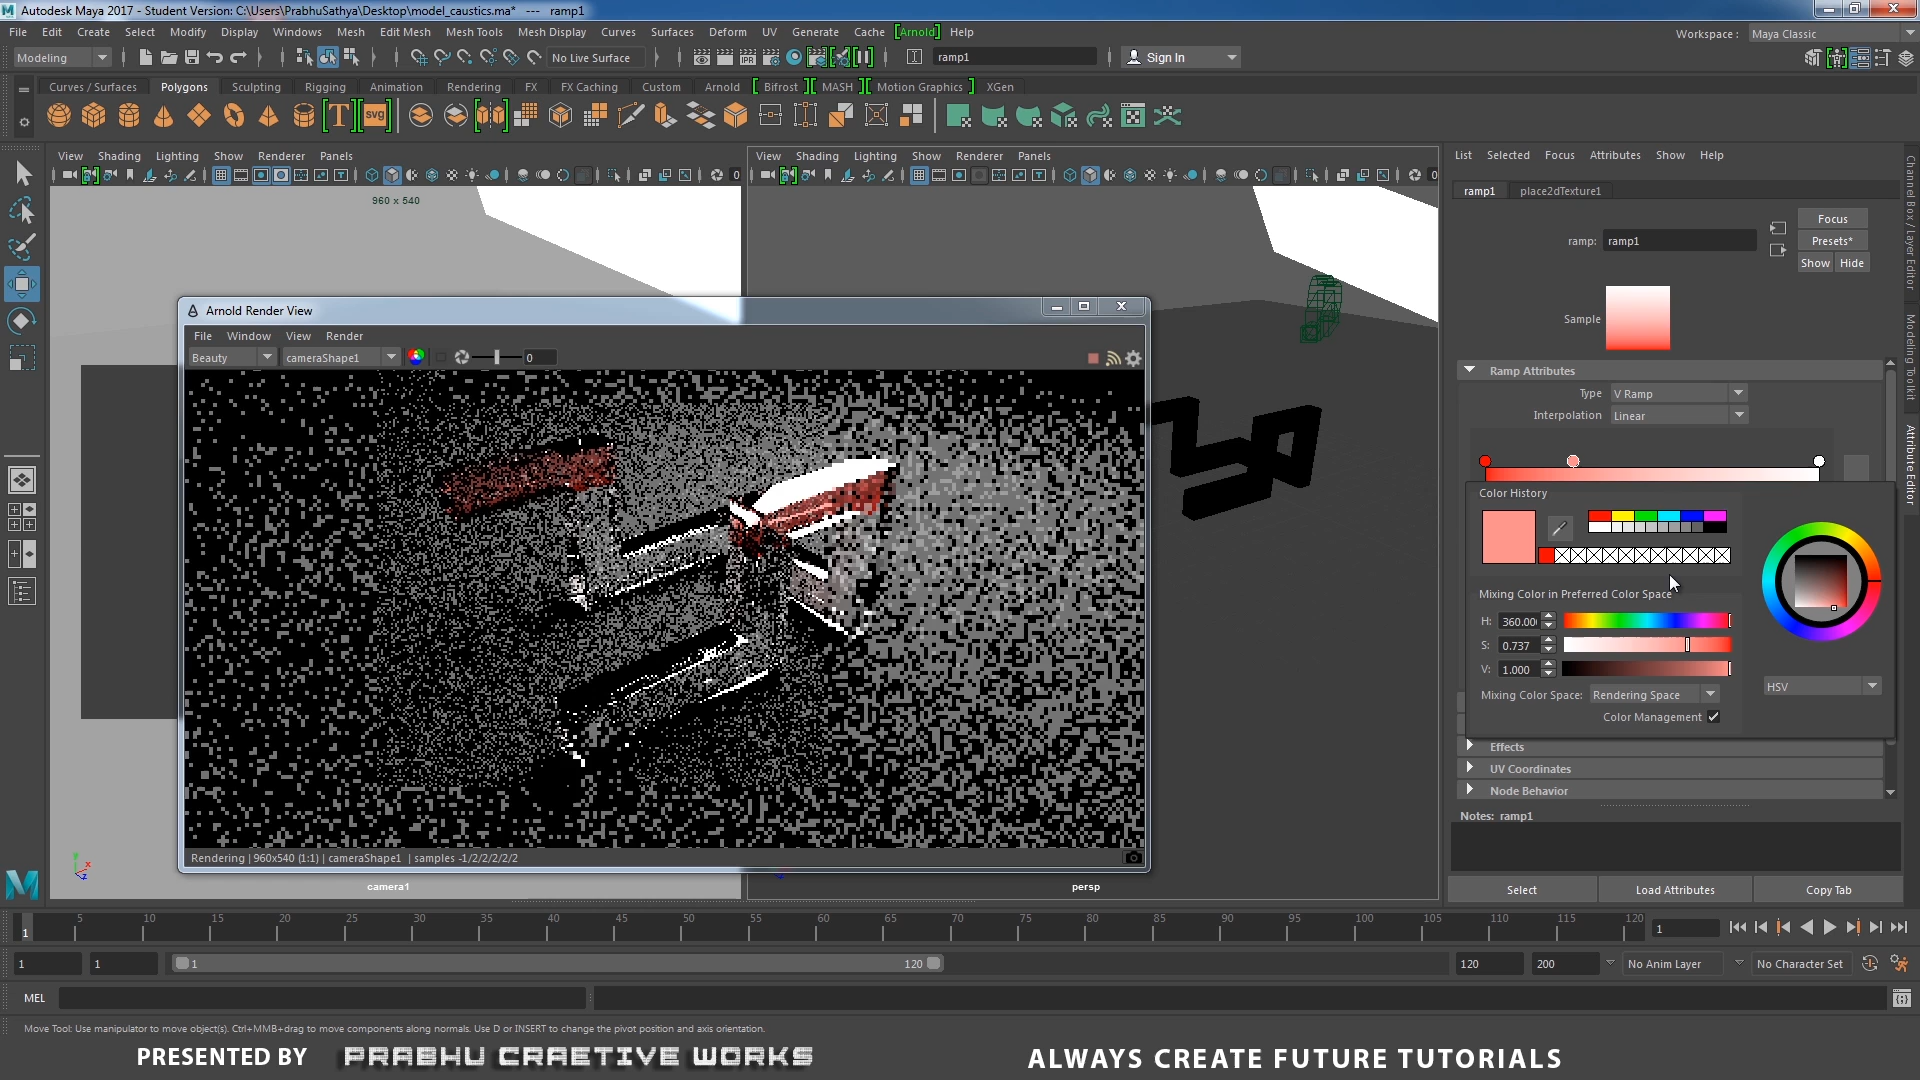 Autodesk Maya 2017 - Student Version: C:\Users\PrabhuSathya\Desktop\model_caustics.ma* --- ramp1
File Edit Create Select Modify Display Windows Mesh Edit Mesh Mesh Tools Mesh Display Curves Surfaces Deform UV Generate Cache [Arnold] Help
Workspace : Maya Classic
Modeling No Live Surface ramp1 Sign In
Curves / Surfaces Polygons Sculpting Rigging Animation Rendering FX FX Caching Custom Arnold Bifrost MASH Motion Graphics XGen
View Shading Lighting Show Renderer Panels
View Shading Lighting Show Renderer Panels
960 x 540
Arnold Render View
File Window View Render
Beauty cameraShape1 0
Rendering | 960x540 (1:1) | cameraShape1 | samples -1/2/2/2/2/2
camera1
persp
List Selected Focus Attributes Show Help
ramp1 place2dTexture1
Focus
ramp: ramp1
Presets*
Show Hide
Sample
Ramp Attributes
Type V Ramp
Interpolation Linear
Color History
Mixing Color in Preferred Color Space
H: 360.00
S: 0.737
V: 1.000
HSV
Mixing Color Space: Rendering Space
Color Management
Effects
UV Coordinates
Node Behavior
Notes: ramp1
Select Load Attributes Copy Tab
Channel Box / Layer Editor
Modeling Toolkit
Attribute Editor
1 5 10 15 20 25 30 35 40 45 50 55 60 65 70 75 80 85 90 95 100 105 110 115 120 1
1 1 1 120 120 200 No Anim Layer No Character Set
MEL
Move Tool: Use manipulator to move object(s). Ctrl+MMB+drag to move components along normals. Use D or INSERT to change the pivot position and axis orientation.
PRESENTED BY PRABHU CRAETIVE WORKS ALWAYS CREATE FUTURE TUTORIALS